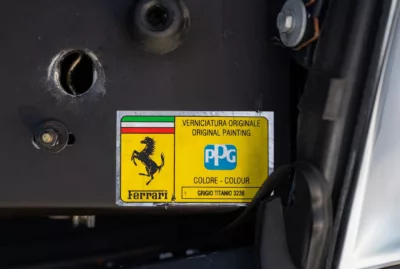 VERNICIATURA ORIGINALE
ORIGINAL PAINTING
PPG
COLORE - COLOUR
GRIGIO TITANIO 3238
Ferrari